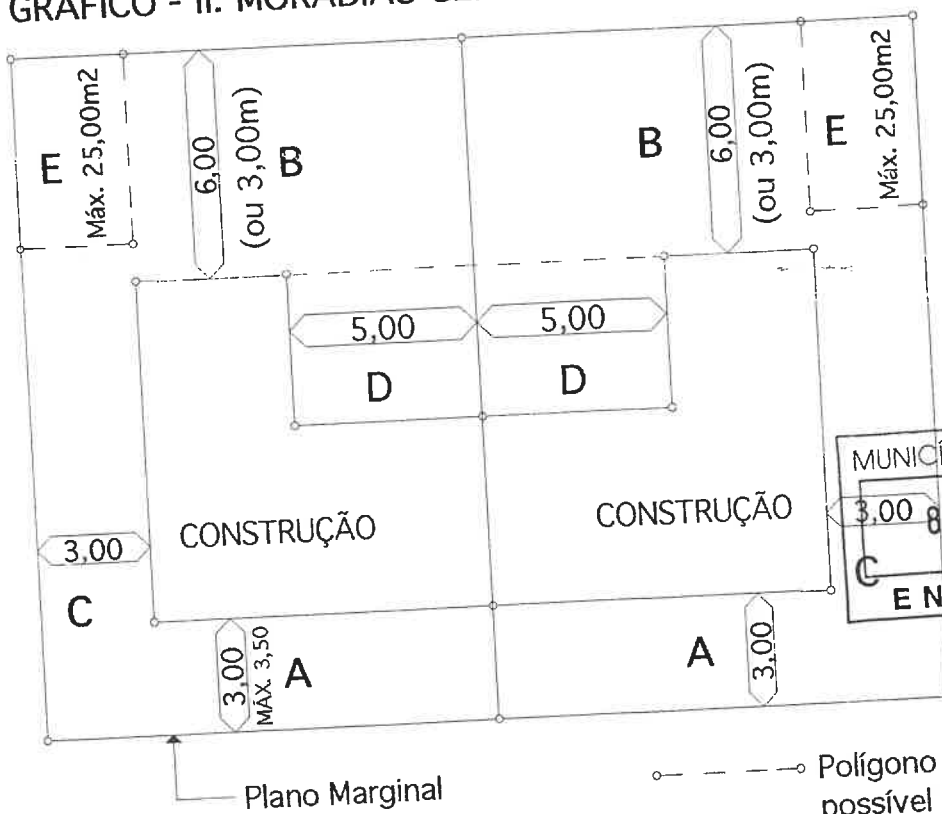 GRÁFICO - II. MORADIAS
E
Máx. 25,00m2
6,00
(ou 3,00m)
B
B
6,00
(ou 3,00m)
E
Máx. 25,00m2
5,00
5,00
D
D
CONSTRUÇÃO
CONSTRUÇÃO
3,00
C
3,00
MÁX. 3,50
A
A
3,00
3,00
C
MUNICÍ
8
E N
Plano Marginal
Polígono
possível